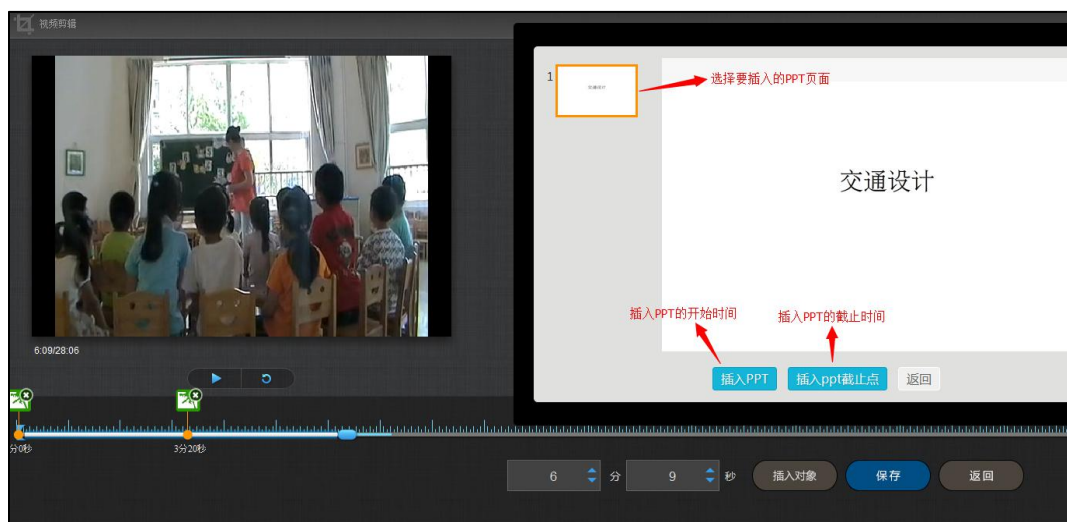 视频剪辑
1
交通设计
选择要插入的PPT页面
交通设计
插入PPT的开始时间
插入PPT的截止时间
6:09/28:06
插入PPT
插入ppt截止点
返回
分0秒
3分20秒
6
分
9
秒
插入对象
保存
返回